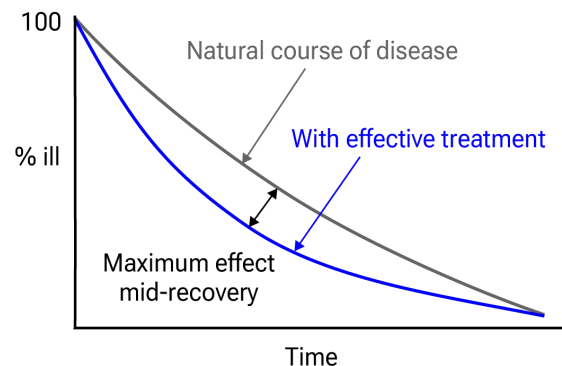 100
Natural course of disease
With effective treatment
% ill
Maximum effect
mid-recovery
Time